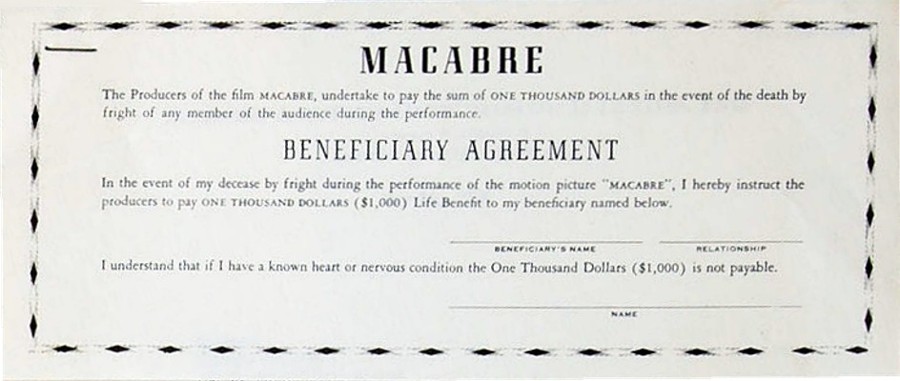 MACABRE
The Producers of the film MACABRE, undertake to pay the sum of ONE THOUSAND DOLLARS in the event of the death by
fright of any member of the audience during the performance.
BENEFICIARY AGREEMENT
In the event of my decease by fright during the performance of the motion picture "MACABRE", I hereby instruct the
producers to pay ONE THOUSAND DOLLARS ($1,000) Life Benefit to my beneficiary named below.
BENEFICIARY'S NAME RELATIONSHIP
I understand that if I have a known heart or nervous condition the One Thousand Dollars ($1,000) is not payable.
NAME